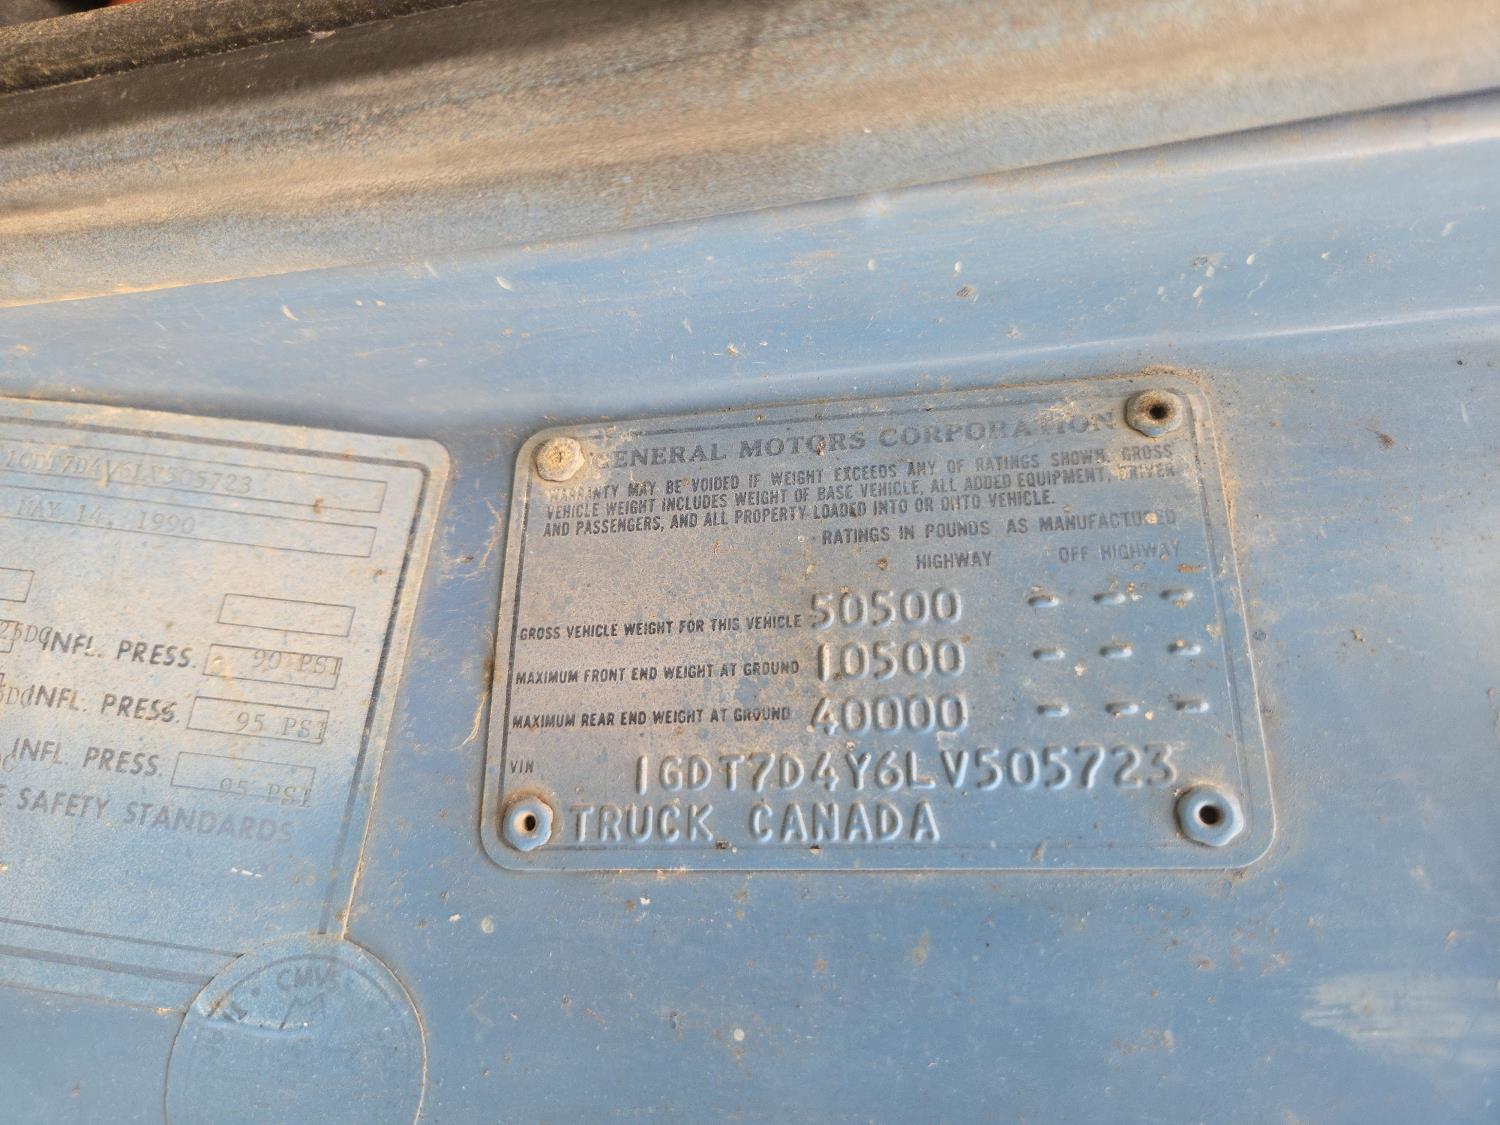 1GDT7D4Y6LV505723
MAY 14, 1990
INFL. PRESS. 90 PSI
INFL. PRESS. 95 PSI
INFL. PRESS. 95 PSI
SAFETY STANDARDS
CMVS
GENERAL MOTORS CORPORATION
WARRANTY MAY BE VOIDED IF WEIGHT EXCEEDS ANY OF RATINGS SHOWN. GROSS
VEHICLE WEIGHT INCLUDES WEIGHT OF BASE VEHICLE, ALL ADDED EQUIPMENT, DRIVER
AND PASSENGERS, AND ALL PROPERTY LOADED INTO OR ONTO VEHICLE.
RATINGS IN POUNDS AS MANUFACTURED
HIGHWAY OFF HIGHWAY
GROSS VEHICLE WEIGHT FOR THIS VEHICLE 50500 - - -
MAXIMUM FRONT END WEIGHT AT GROUND 10500 - - -
MAXIMUM REAR END WEIGHT AT GROUND 40000 - - -
VIN 1GDT7D4Y6LV505723
TRUCK CANADA